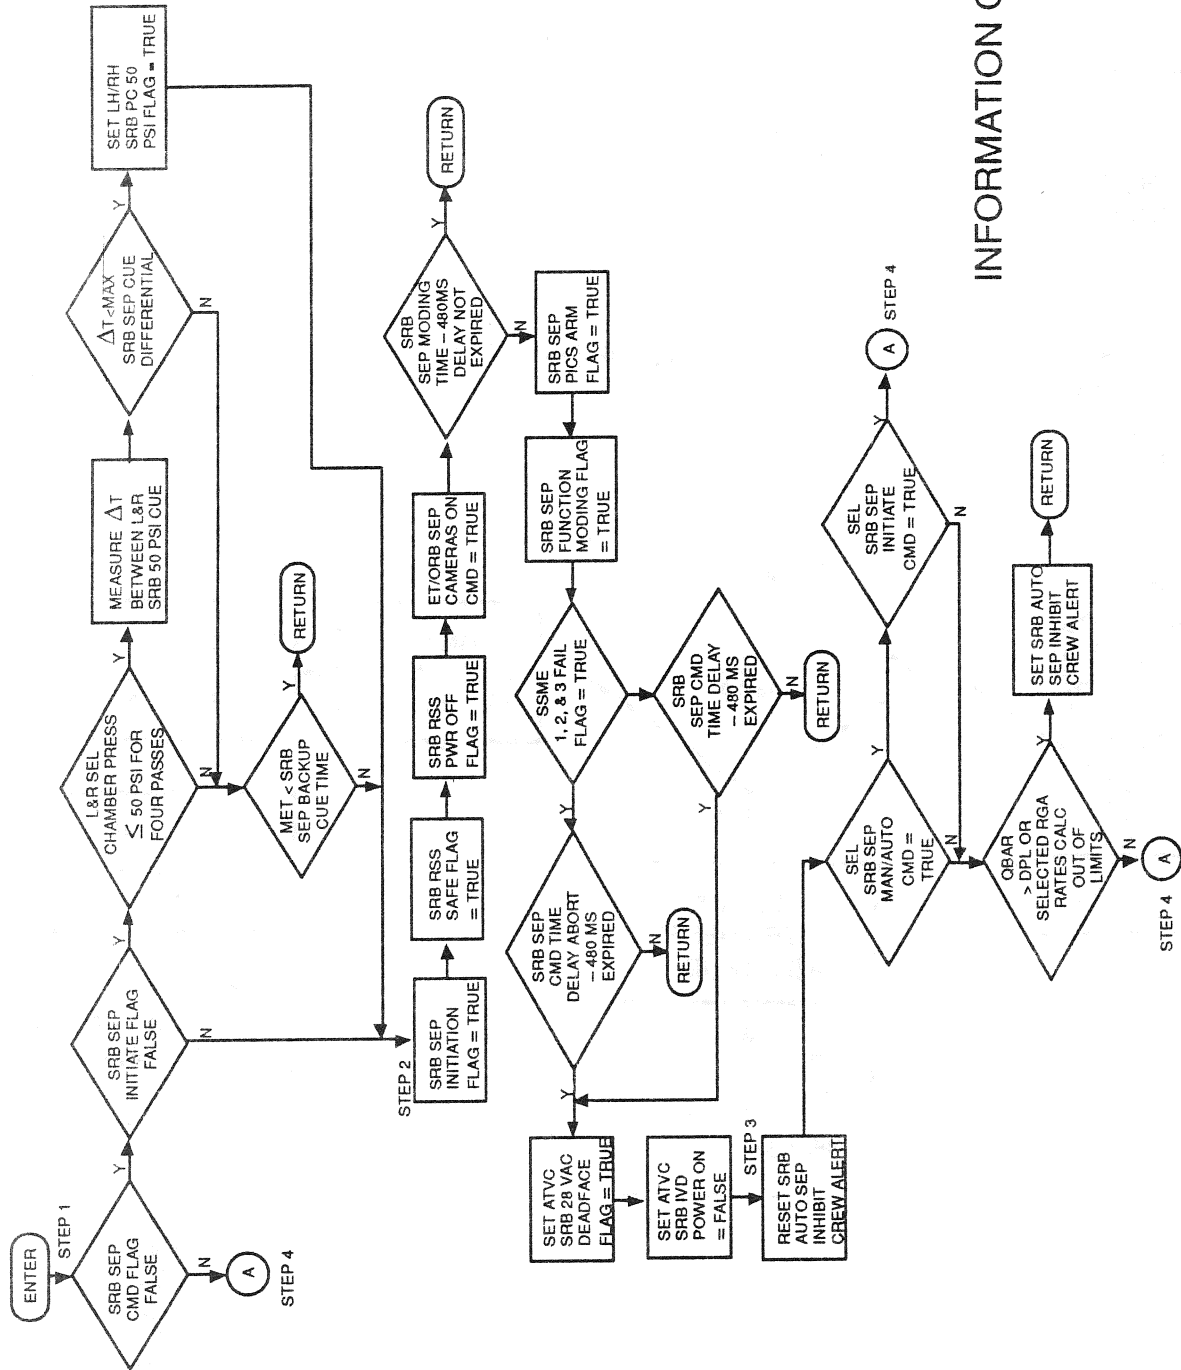 ENTER
STEP 1
SRB SEP
CMD FLAG
FALSE
N
A
STEP 4
Y
SRB SEP
INITIATE FLAG
FALSE
N
Y
L&R SEL
CHAMBER PRESS
≤ 50 PSI FOR
FOUR PASSES
N
Y
MEASURE ΔT
BETWEEN L&R
SRB 50 PSI CUE
ΔT<MAX
SRB SEP CUE
DIFFERENTIAL
N
Y
SET LH/RH
SRB PC 50
PSI FLAG = TRUE
MET < SRB
SEP BACKUP
CUE TIME
N
Y
RETURN
STEP 2
SRB SEP
INITIATION
FLAG = TRUE
SRB RSS
SAFE FLAG
= TRUE
SRB RSS
PWR OFF
FLAG = TRUE
ET/ORB SEP
CAMERAS ON
CMD = TRUE
SRB
SEP MODING
TIME – 480MS
DELAY NOT
EXPIRED
Y
RETURN
N
SRB SEP
PICS ARM
FLAG = TRUE
SRB SEP
FUNCTION
MODING FLAG
= TRUE
SSME
1, 2, & 3 FAIL
FLAG = TRUE
SRB
SEP CMD
TIME DELAY
– 480 MS
EXPIRED
N
RETURN
Y
Y
SRB SEP
CMD TIME
DELAY ABORT
– 480 MS
EXPIRED
N
RETURN
Y
SET ATVC
SRB 28 VAC
DEADFACE
FLAG = TRUE
SET ATVC
SRB IVD
POWER ON
= FALSE
STEP 3
RESET SRB
AUTO SEP
INHIBIT
CREW ALERT
SEL
SRB SEP
MAN/AUTO
CMD =
TRUE
N
Y
SEL
SRB SEP
INITIATE
CMD = TRUE
N
Y
A
STEP 4
QBAR
> DPL OR
SELECTED RGA
RATES CALC
OUT OF
LIMITS
N
A
STEP 4
Y
SET SRB AUTO
SEP INHIBIT
CREW ALERT
RETURN
INFORMATION